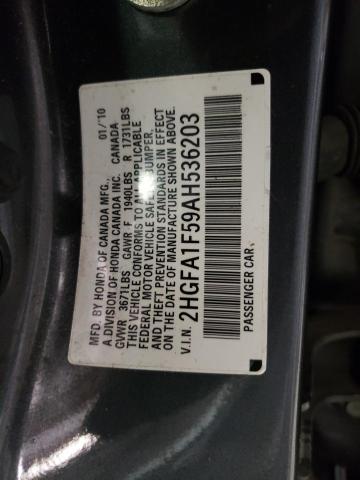 MFD. BY HONDA OF CANADA MFG., 01/10
A DIVISION OF HONDA CANADA INC. CANADA
GVWR 3671LBS GAWR F 1940LBS R 1731LBS
THIS VEHICLE CONFORMS TO ALL APPLICABLE
FEDERAL MOTOR VEHICLE SAFETY, BUMPER,
AND THEFT PREVENTION STANDARDS IN EFFECT
ON THE DATE OF MANUFACTURE SHOWN ABOVE.
V.I.N. 2HGFA1F59AH536203
PASSENGER CAR